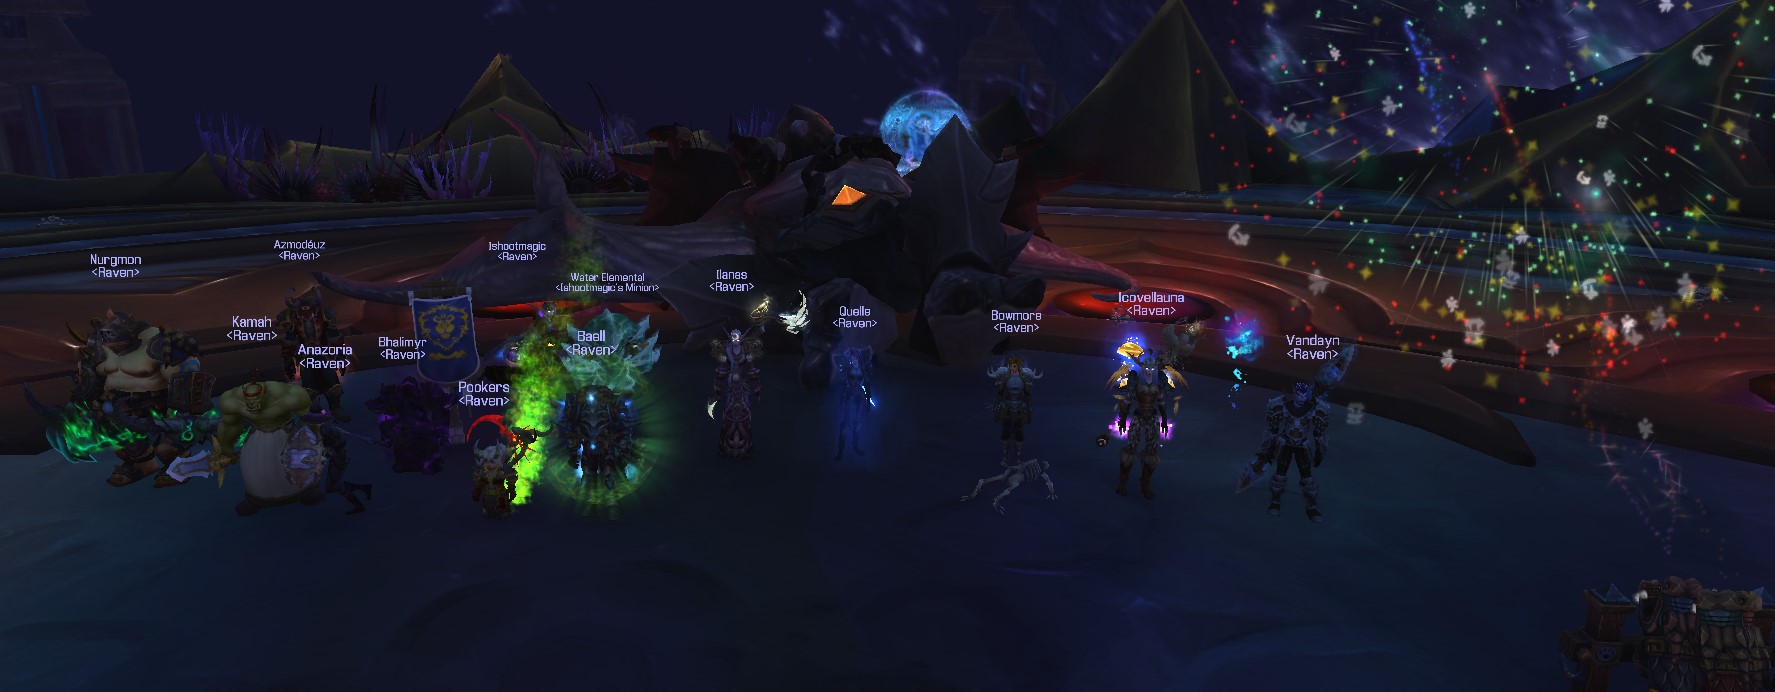 Nurgmon
<Raven>
Azmodéuz
<Raven>
Ishootmagic
<Raven>
Water Elemental
<Ishootmagic's Minion>
Ilanas
<Raven>
Quelle
<Raven>
Bowmore
<Raven>
Icovellauna
<Raven>
Vandayn
<Raven>
Kamah
<Raven>
Anazoria
<Raven>
Bhalimyr
<Raven>
Baell
<Raven>
Pookers
<Raven>